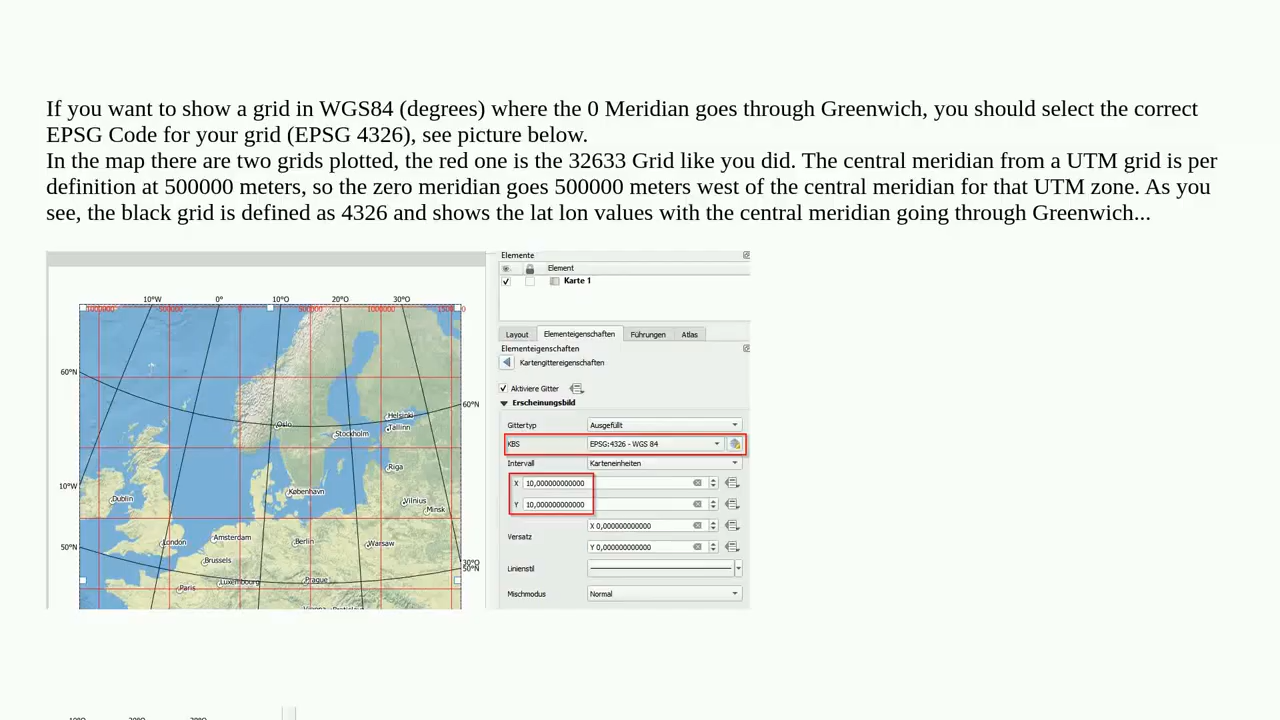 If you want to show a grid in WGS84 (degrees) where the 0 Meridian goes through Greenwich, you should select the correct
EPSG Code for your grid (EPSG 4326), see picture below.
In the map there are two grids plotted, the red one is the 32633 Grid like you did. The central meridian from a UTM grid is per
definition at 500000 meters, so the zero meridian goes 500000 meters west of the central meridian for that UTM zone. As you
see, the black grid is defined as 4326 and shows the lat lon values with the central meridian going through Greenwich...
10°W 0° 10°O 20°O 30°O
0 500000 1000000
60°N
60°N
Helsinki
Oslo
Tallinn
Stockholm
Riga
10°W
København
Dublin
Vilnius
Minsk
London
Amsterdam
Berlin
Warsaw
50°N
Brussels
30°O
50°N
Luxembourg
Prague
Paris
Elemente
Element
Karte 1
Layout Elementeigenschaften Führungen Atlas
Elementeigenschaften
Kartengittereigenschaften
Aktiviere Gitter
Erscheinungsbild
Gittertyp Ausgefüllt
KBS EPSG:4326 - WGS 84
Intervall Karteneinheiten
X 10,000000000000
Y 10,000000000000
X 0,000000000000
Versatz
Y 0,000000000000
Linienstil
Mischmodus Normal